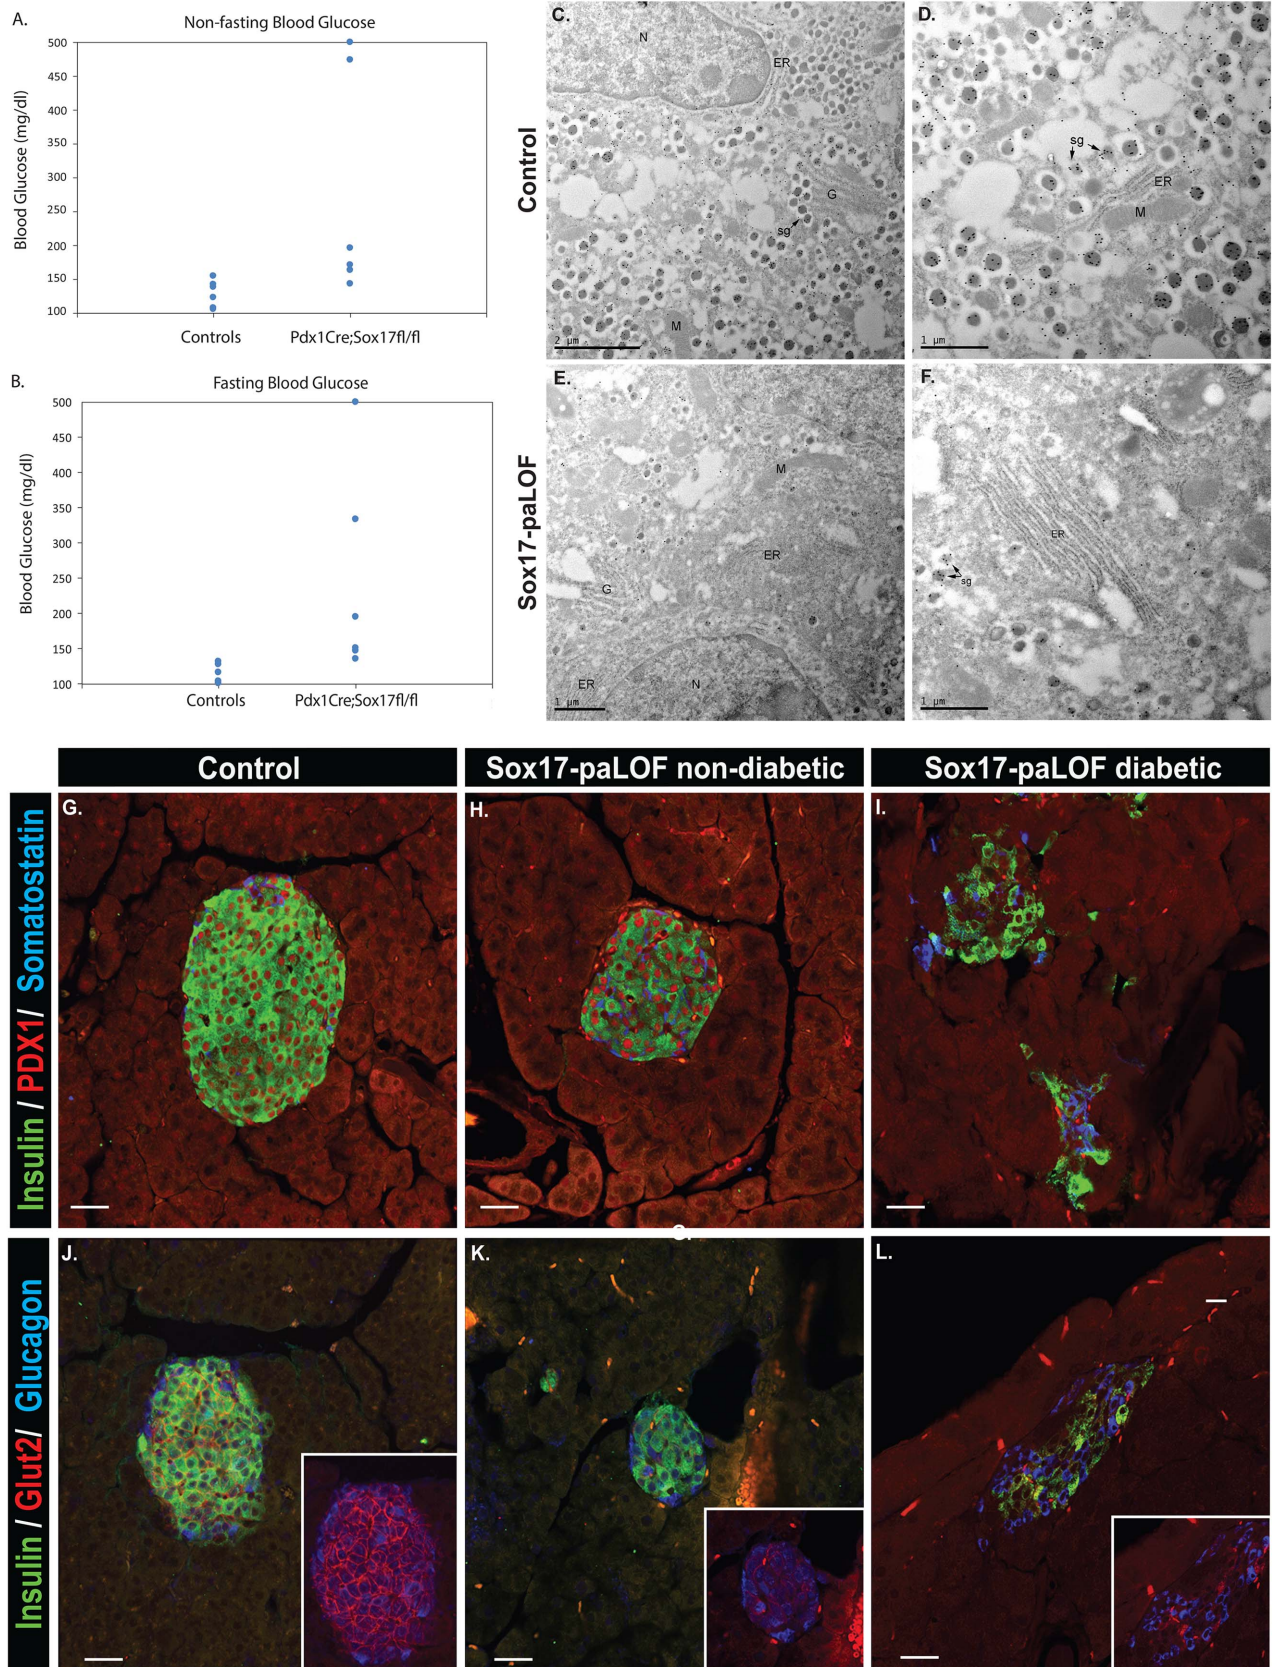 A.
Non-fasting Blood Glucose
Blood Glucose (mg/dl)
500
450
400
350
300
250
200
150
100
Controls
Pdx1Cre;Sox17fl/fl
B.
Fasting Blood Glucose
Blood Glucose (mg/dl)
500
450
400
350
300
250
200
150
100
Controls
Pdx1Cre;Sox17fl/fl
Control
C.
N
ER
G
sg
M
2 µm
D.
sg
ER
M
1 µm
Sox17-paLOF
E.
M
ER
G
ER
N
1 µm
F.
ER
sg
1 µm
Control
Sox17-paLOF non-diabetic
Sox17-paLOF diabetic
Insulin / PDX1/ Somatostatin
G.
H.
I.
Insulin / Glut2/ Glucagon
J.
K.
L.